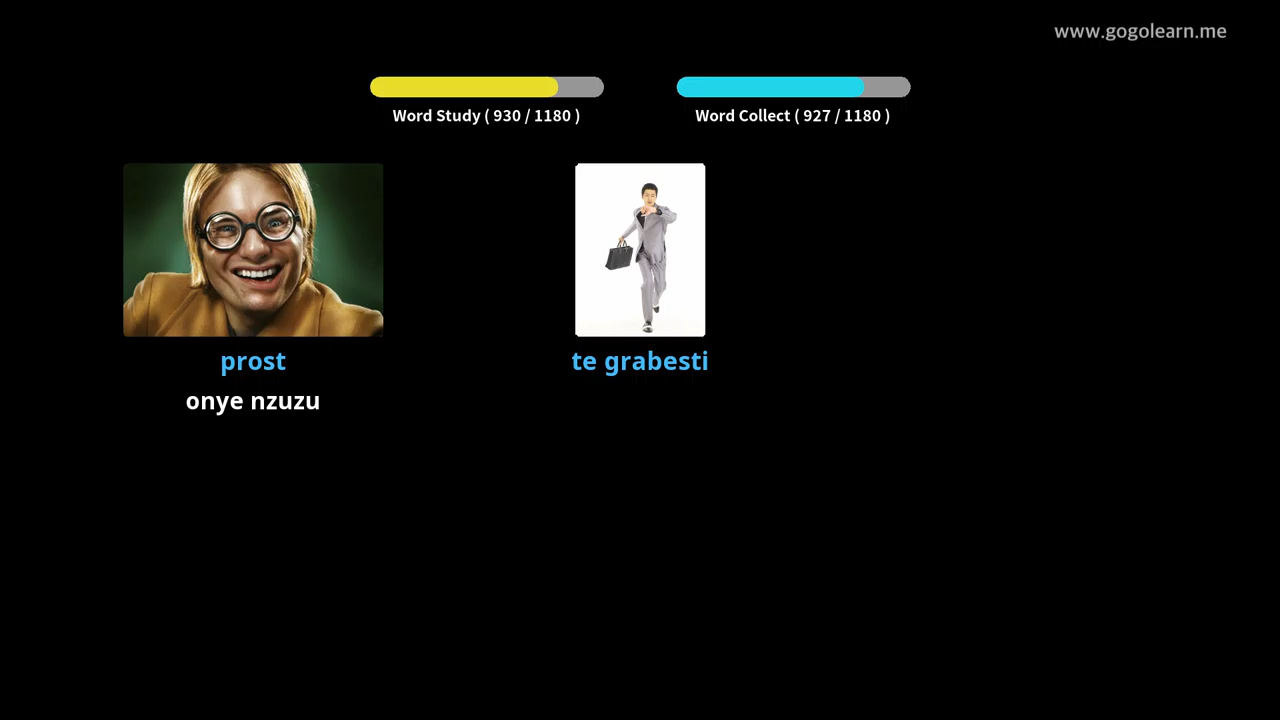 www.gogolearn.me
Word Study ( 930 / 1180 )
Word Collect ( 927 / 1180 )
prost
te grabesti
onye nzuzu